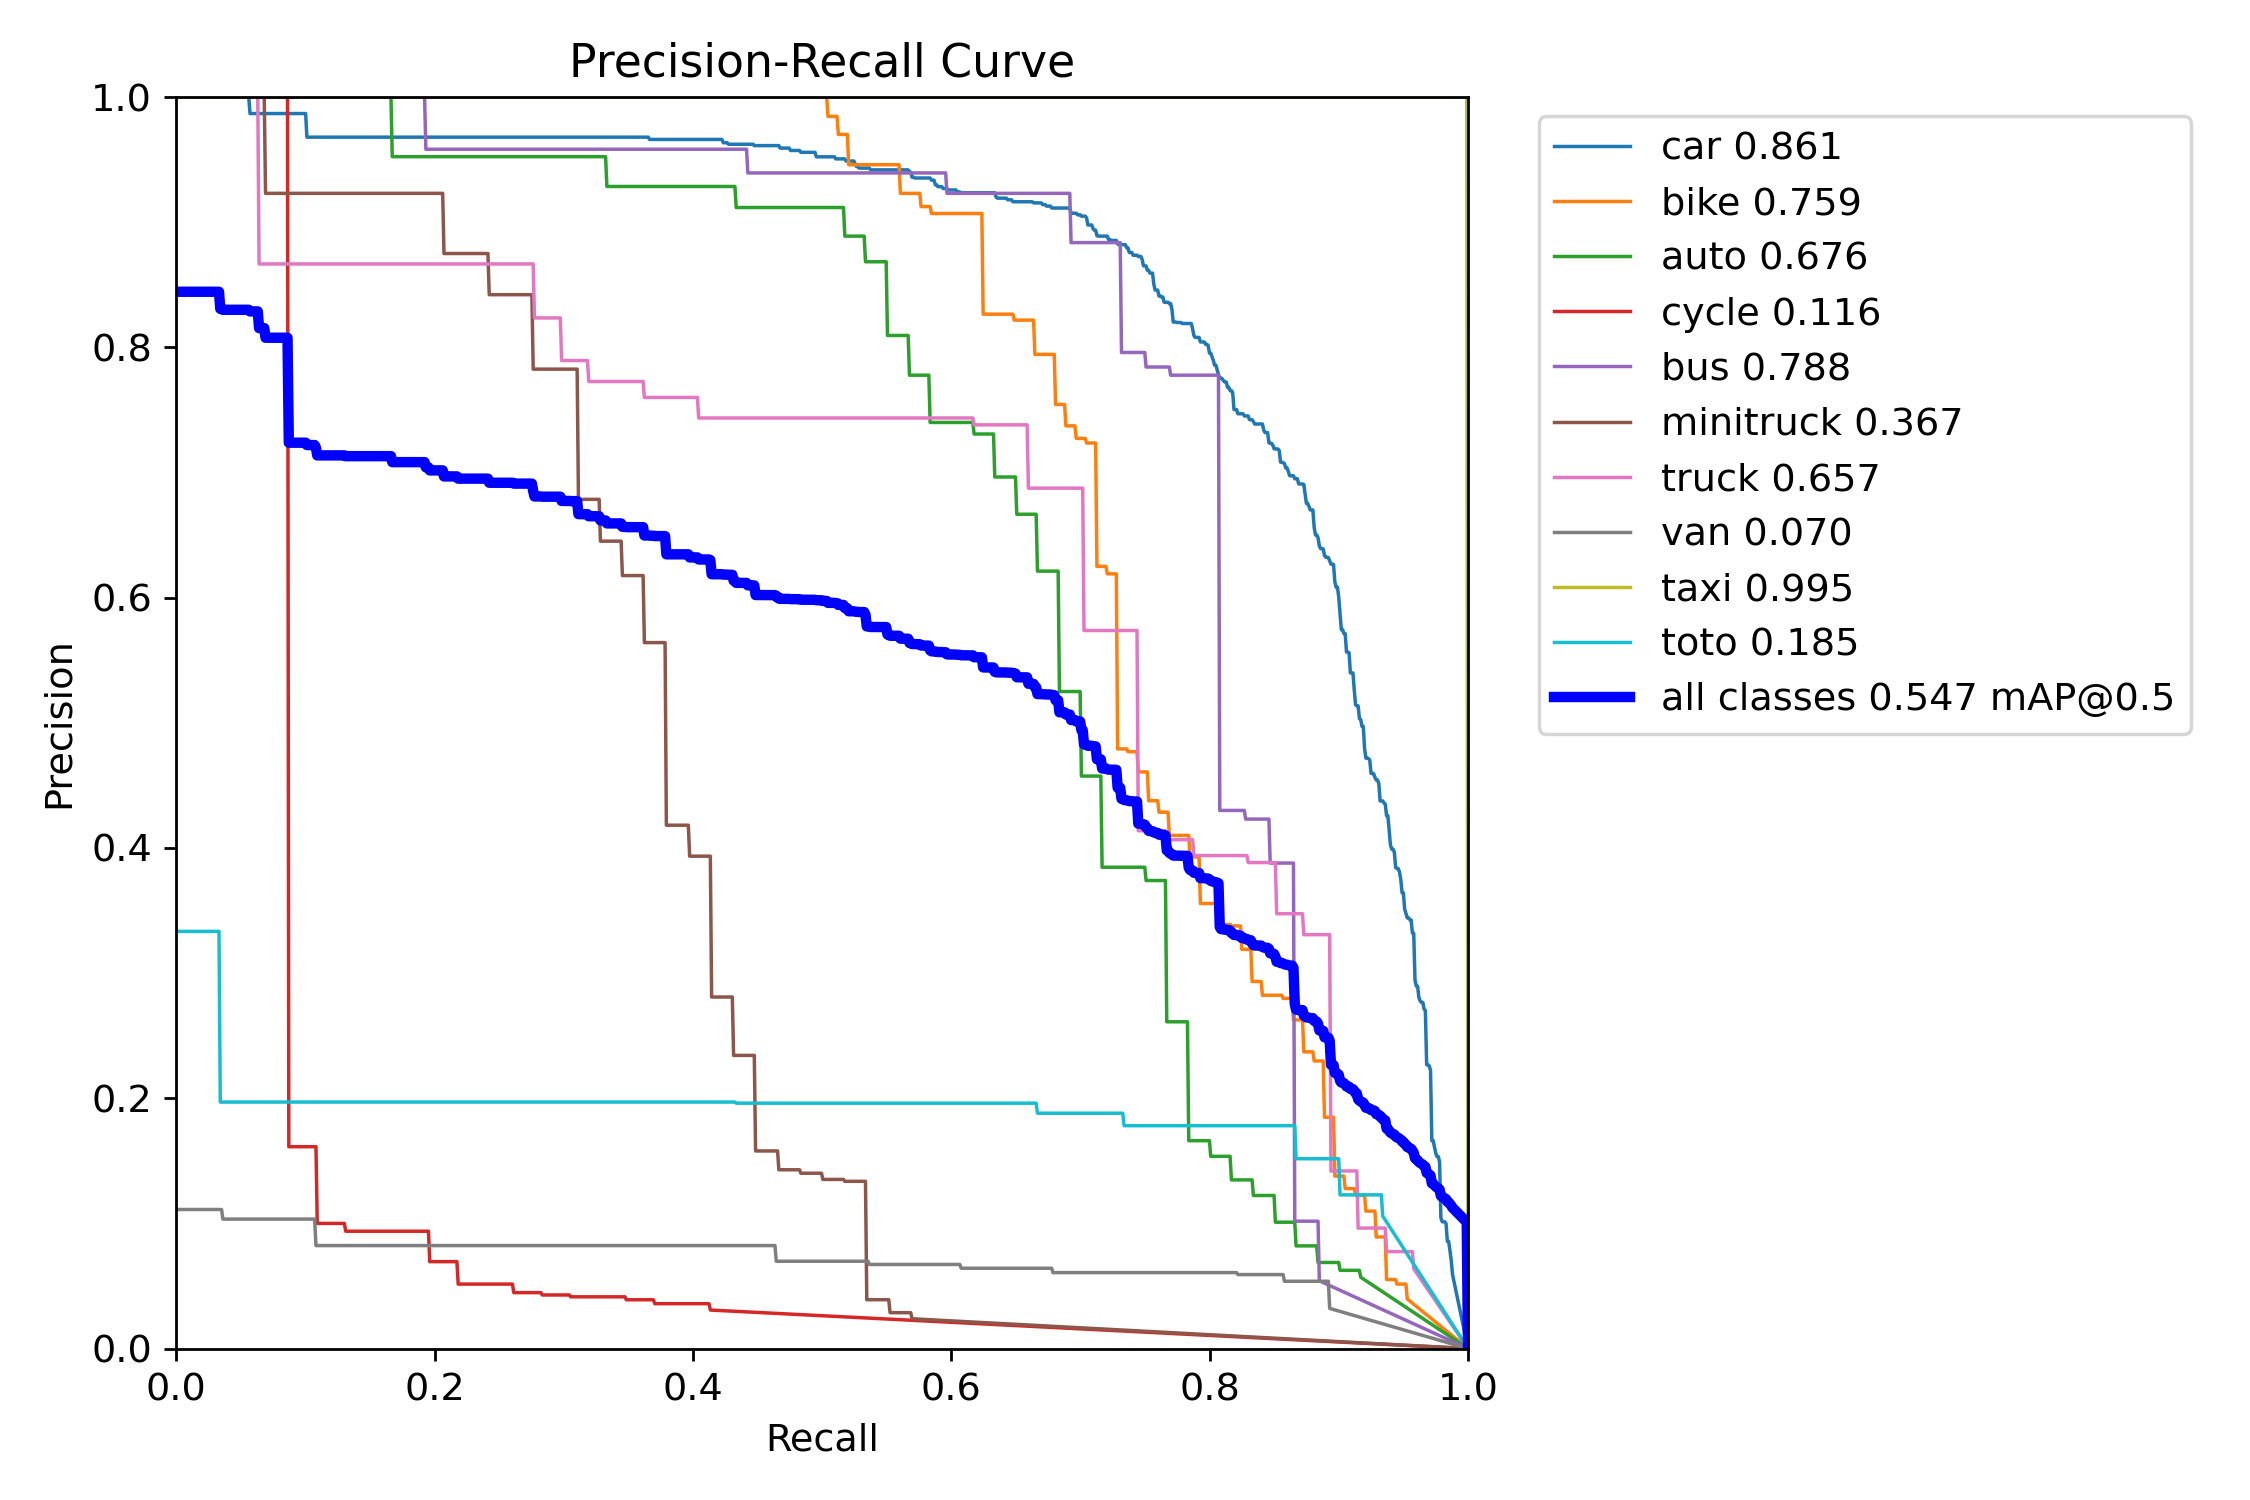 Precision-Recall Curve
1.0
0.8
0.6
0.4
0.2
0.0
Precision
0.0 0.2 0.4 0.6 0.8 1.0
Recall
car 0.861
bike 0.759
auto 0.676
cycle 0.116
bus 0.788
minitruck 0.367
truck 0.657
van 0.070
taxi 0.995
toto 0.185
all classes 0.547 mAP@0.5